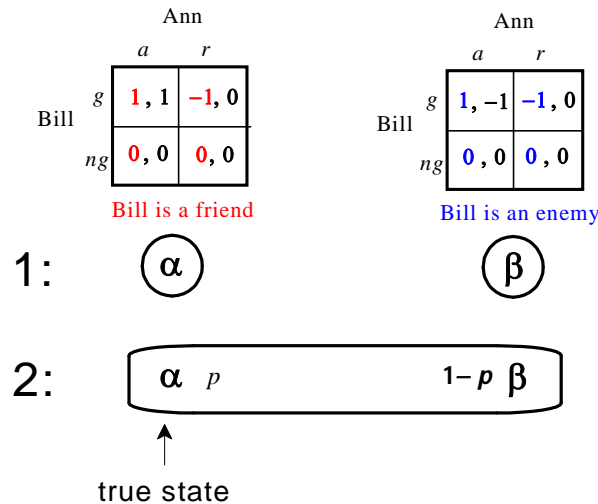 Ann
Ann
a r
a r
g 1 , 1 −1, 0
g 1, −1 −1, 0
Bill
Bill
ng 0, 0 0, 0
ng 0, 0 0, 0
Bill is a friend
Bill is an enemy
1: α β
2: α p 1− p β
true state